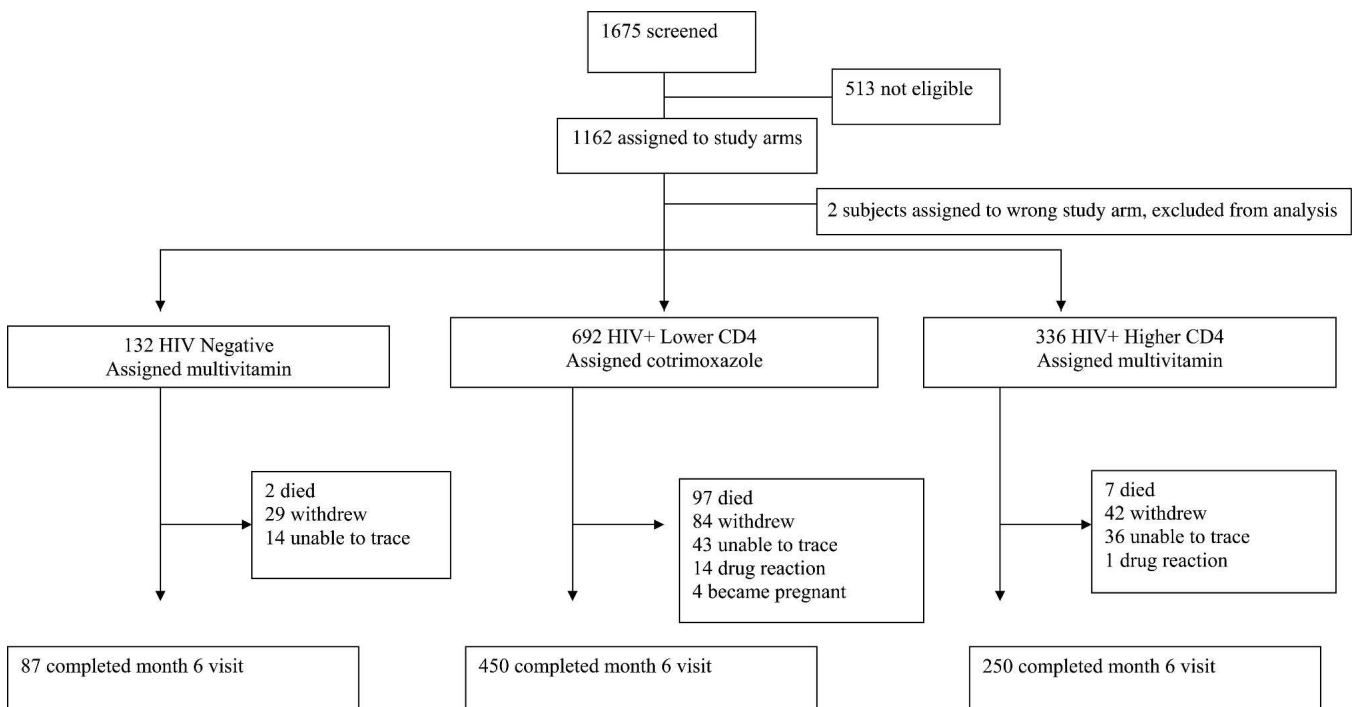 1675 screened
513 not eligible
1162 assigned to study arms
2 subjects assigned to wrong study arm, excluded from analysis
132 HIV Negative
Assigned multivitamin
692 HIV+ Lower CD4
Assigned cotrimoxazole
336 HIV+ Higher CD4
Assigned multivitamin
2 died
29 withdrew
14 unable to trace
97 died
84 withdrew
43 unable to trace
14 drug reaction
4 became pregnant
7 died
42 withdrew
36 unable to trace
1 drug reaction
87 completed month 6 visit
450 completed month 6 visit
250 completed month 6 visit